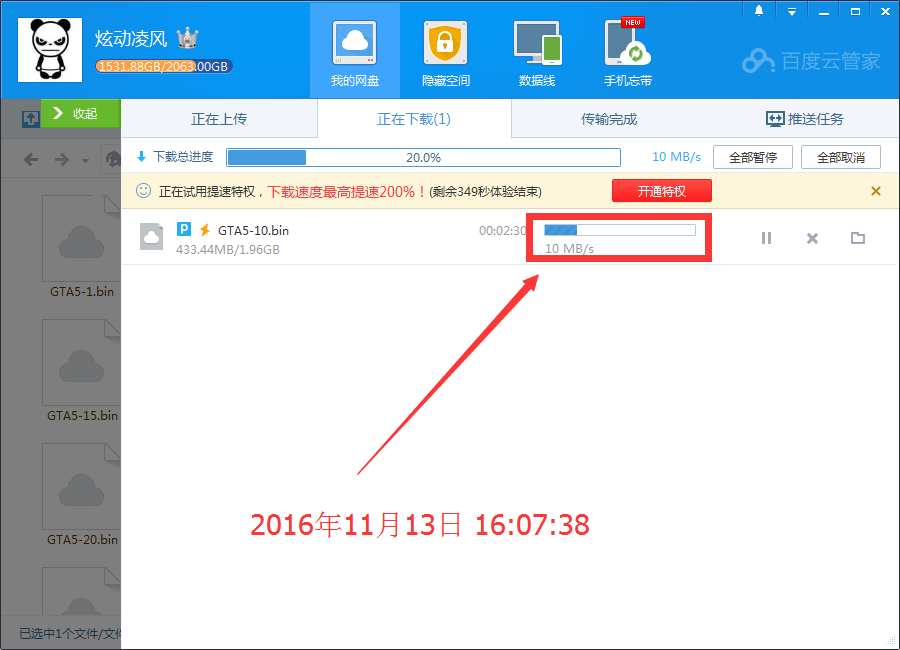 炫动凌风
1531.88GB/2063.00GB
我的网盘
隐藏空间
数据线
NEW
手机忘带
百度云管家
收起
正在上传
正在下载(1)
传输完成
推送任务
下载总进度
20.0%
10 MB/s
全部暂停
全部取消
正在试用提速特权，下载速度最高提速200%！(剩余349秒体验结束)
开通特权
P
GTA5-10.bin
433.44MB/1.96GB
00:02:30
10 MB/s
GTA5-1.bin
GTA5-15.bin
GTA5-20.bin
已选中1个文件/文件
2016年11月13日 16:07:38